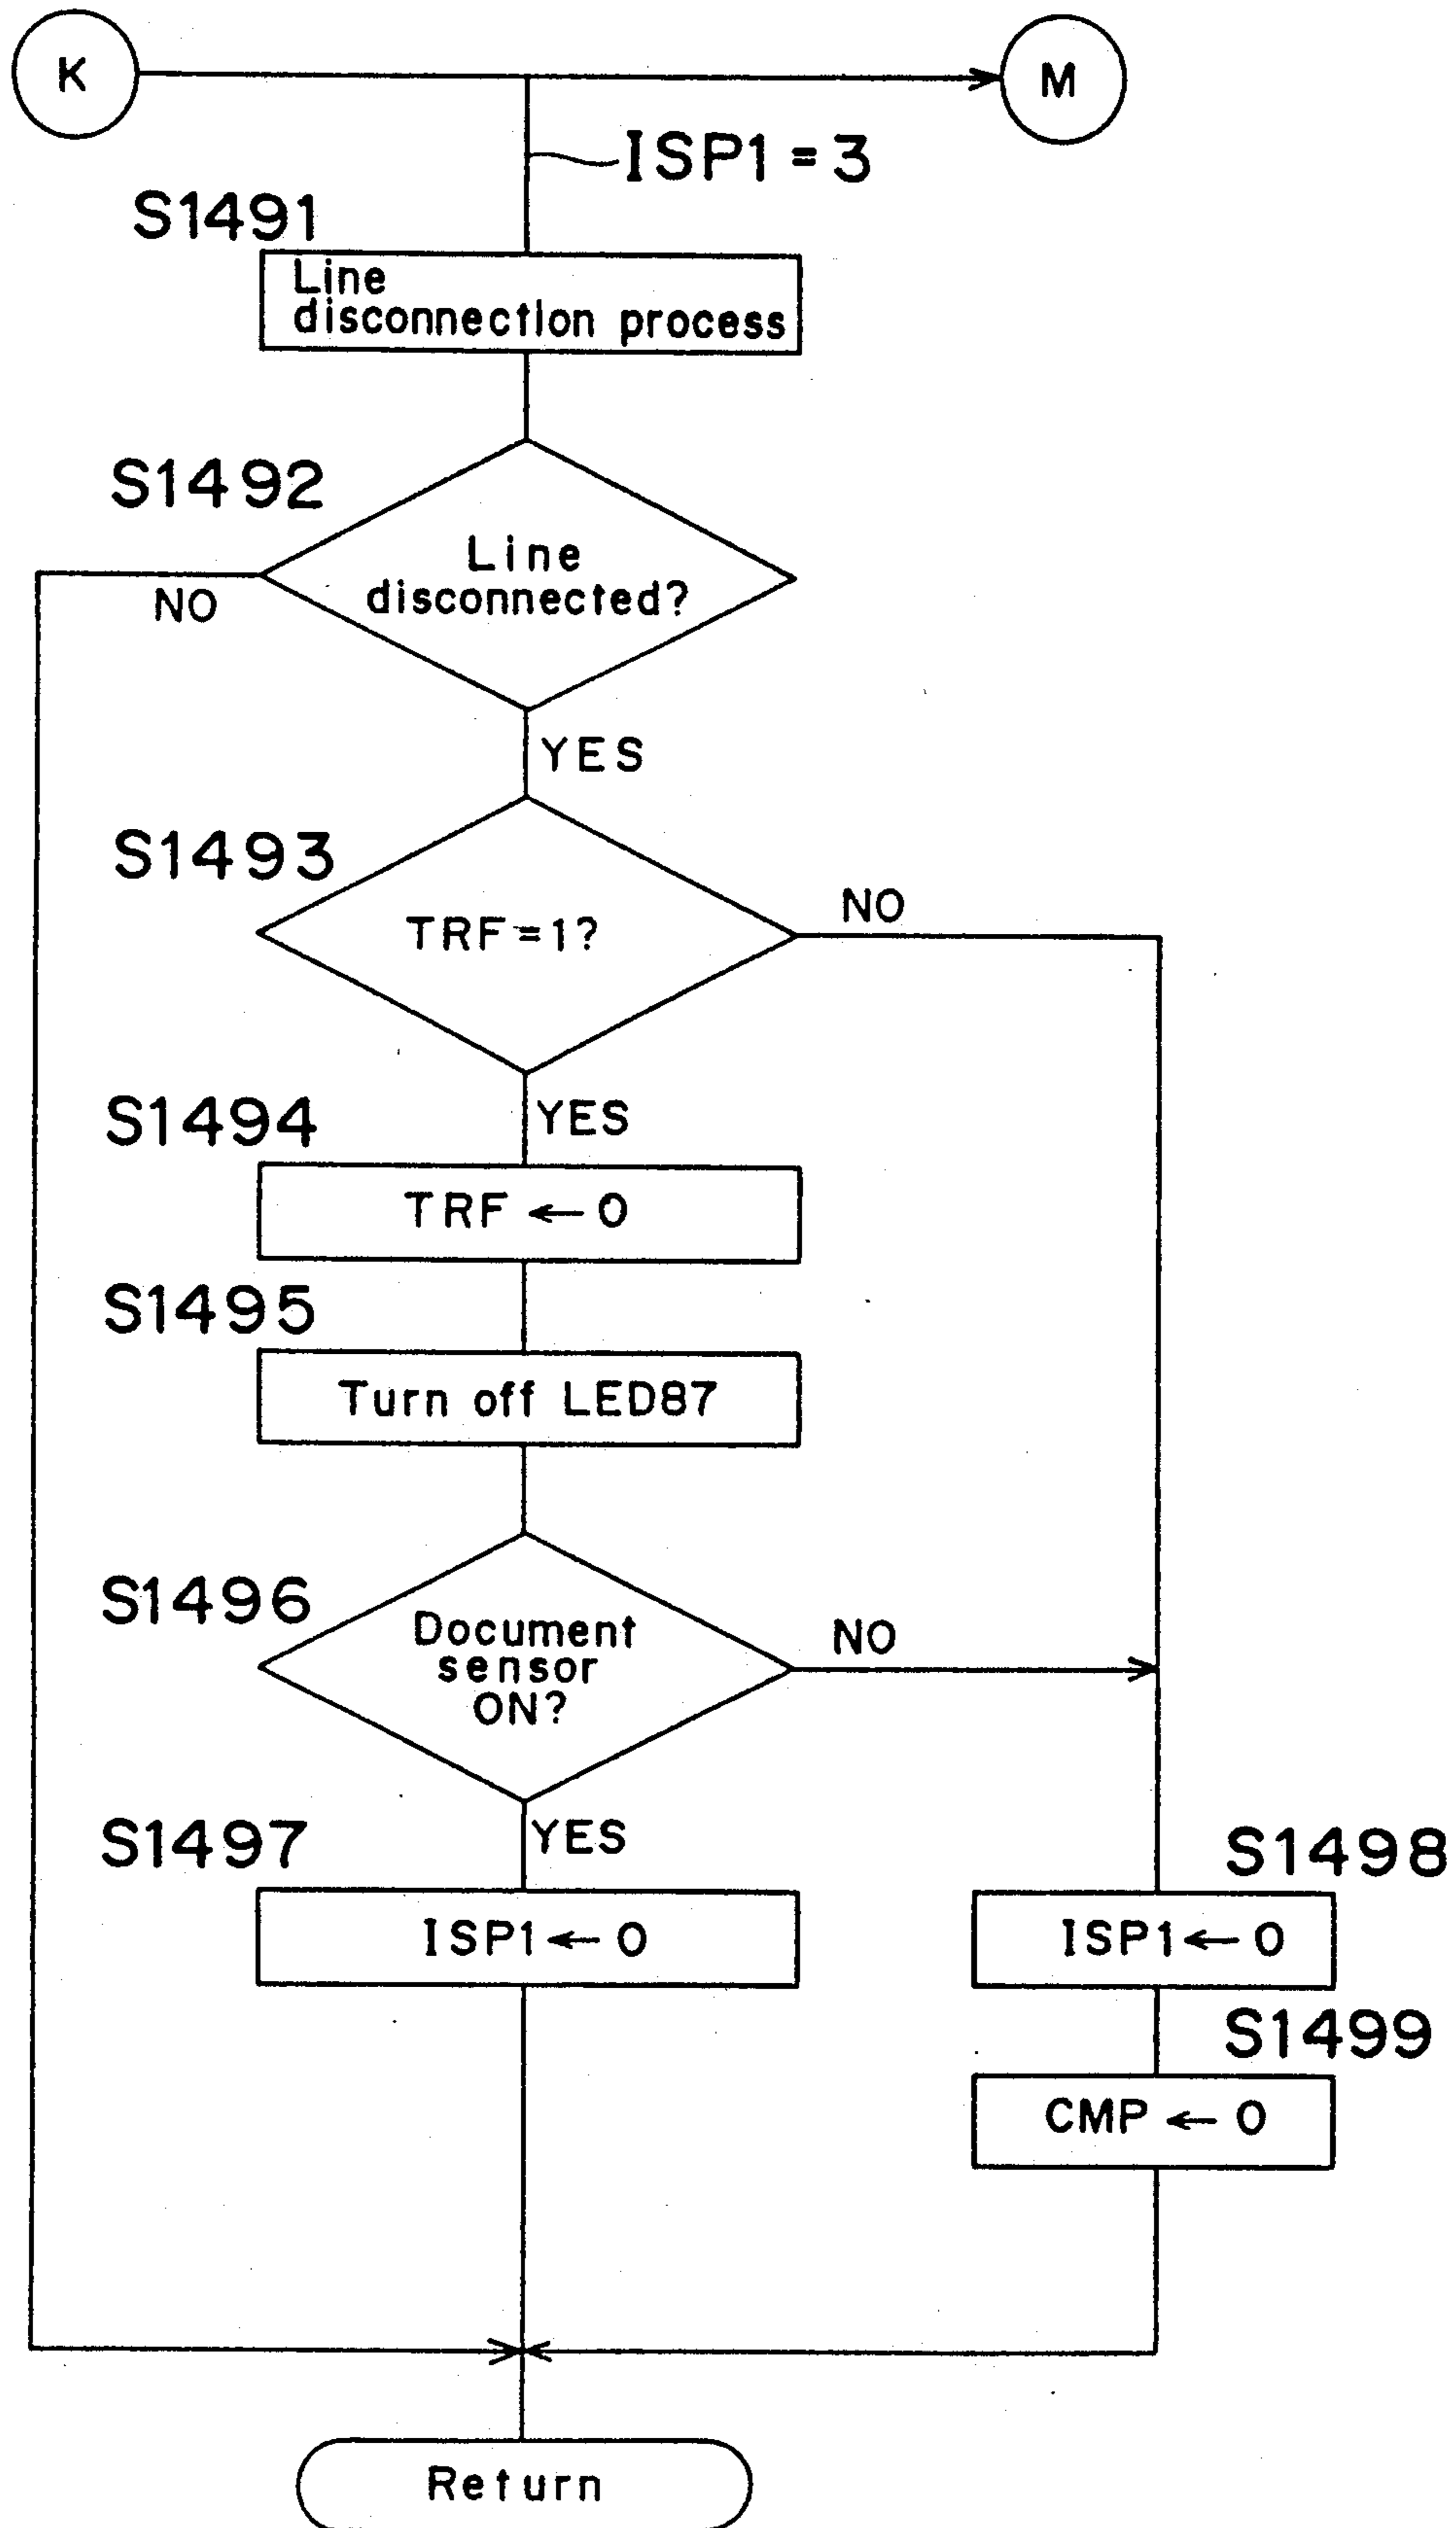 K
M
ISP1 = 3
S1491
Line
disconnection process
S1492
Line
disconnected?
NO
YES
S1493
TRF=1?
NO
YES
S1494
TRF ← 0
S1495
Turn off LED87
S1496
Document
sensor
ON?
NO
YES
S1497
ISP1 ← 0
S1498
ISP1 ← 0
S1499
CMP ← 0
Return